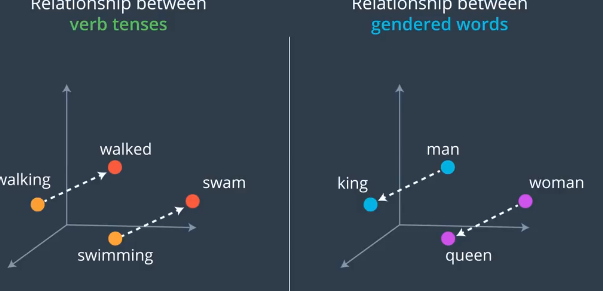 Relationship between
verb tenses
walked
walking
swam
swimming
Relationship between
gendered words
man
king
woman
queen